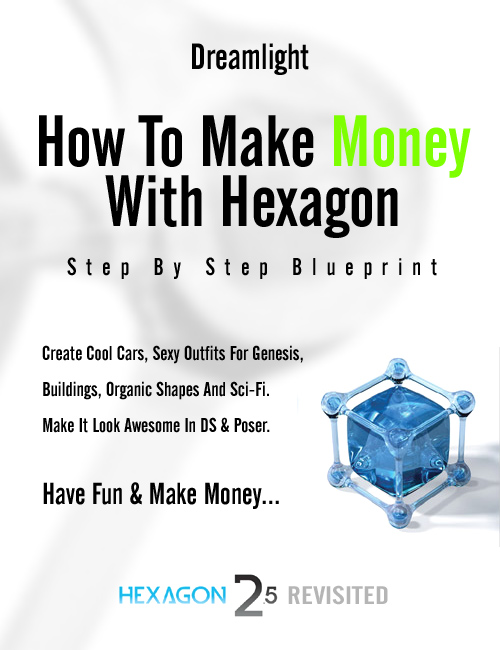 Dreamlight
How To Make Money
With Hexagon
Step By Step Blueprint
Create Cool Cars, Sexy Outfits For Genesis,
Buildings, Organic Shapes And Sci-Fi.
Make It Look Awesome In DS & Poser.
Have Fun & Make Money...
HEXAGON 2.5 REVISITED